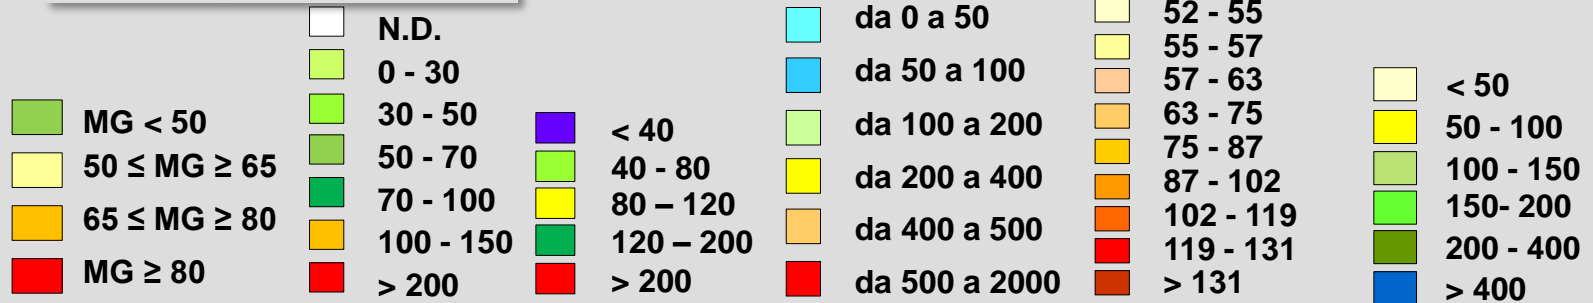 MG < 50
50 ≤ MG ≥ 65
65 ≤ MG ≥ 80
MG ≥ 80
N.D.
0 - 30
30 - 50
50 - 70
70 - 100
100 - 150
> 200
< 40
40 - 80
80 – 120
120 – 200
> 200
da 0 a 50
da 50 a 100
da 100 a 200
da 200 a 400
da 400 a 500
da 500 a 2000
52 - 55
55 - 57
57 - 63
63 - 75
75 - 87
87 - 102
102 - 119
119 - 131
> 131
< 50
50 - 100
100 - 150
150- 200
200 - 400
> 400